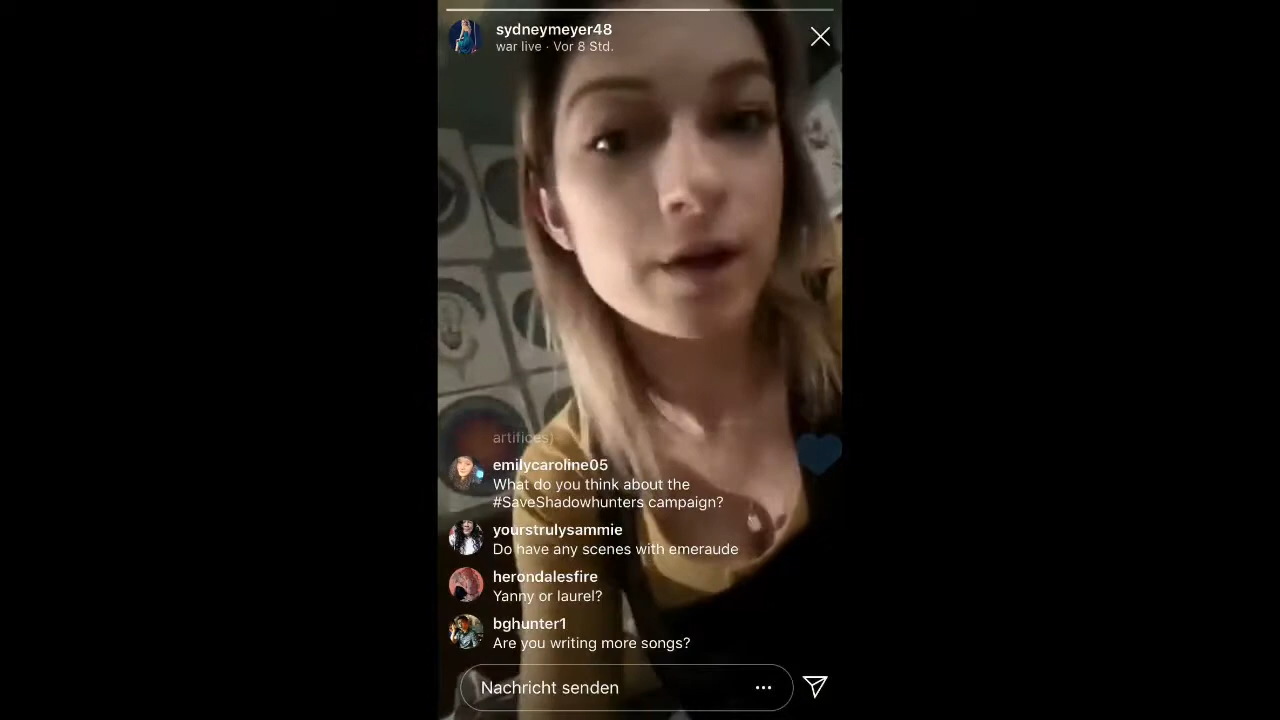 sydneymeyer48
war live · Vor 8 Std.
artifices)
emilycaroline05
What do you think about the
#SaveShadowhunters campaign?
yourstrulysammie
Do have any scenes with emeraude
herondalesfire
Yanny or laurel?
bghunter1
Are you writing more songs?
Nachricht senden